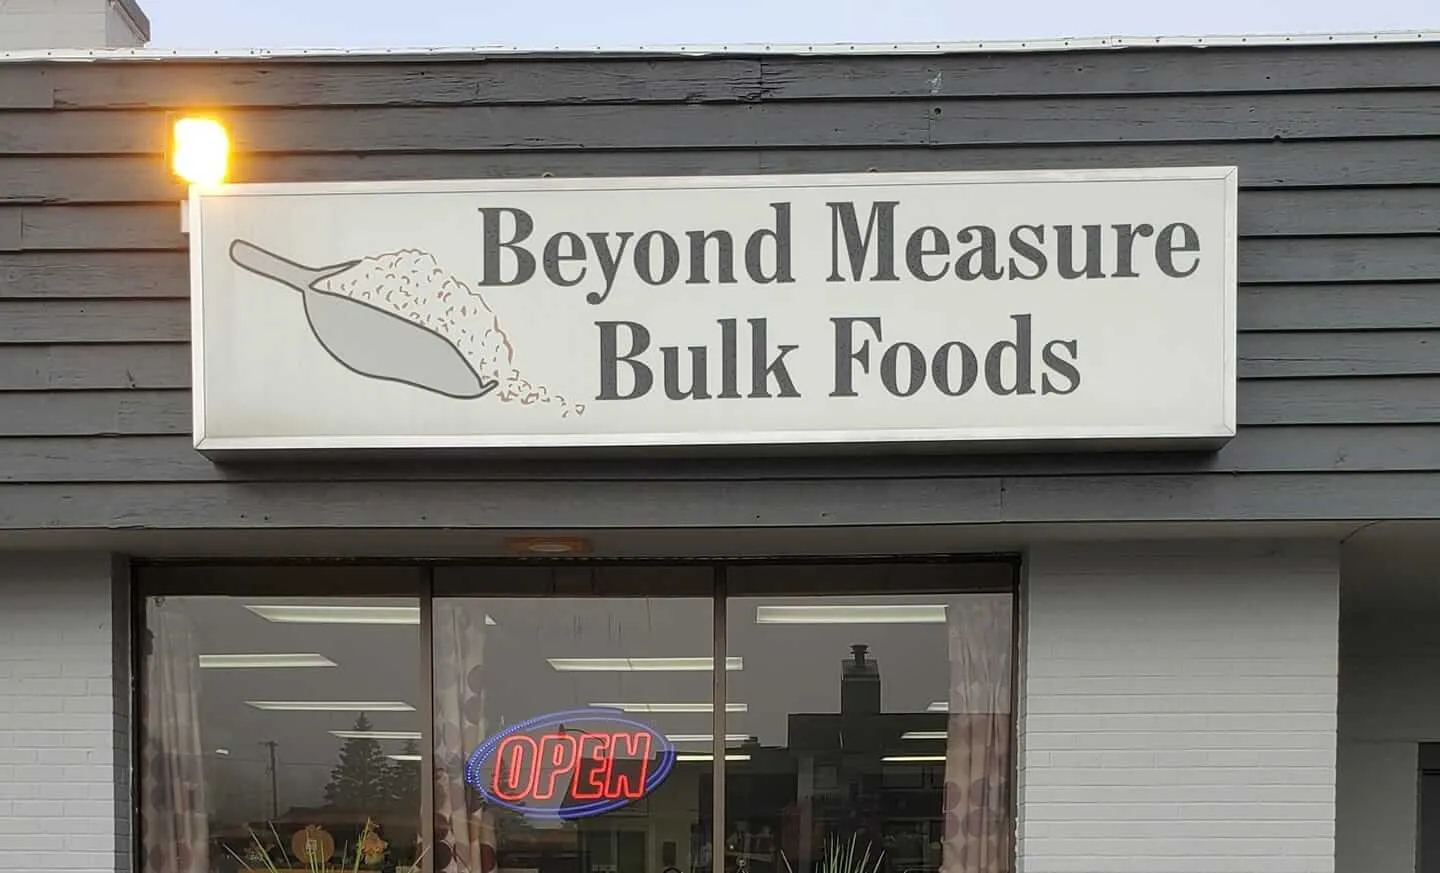 Beyond Measure
Bulk Foods
OPEN